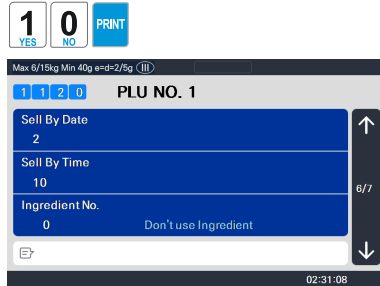 1 0 PRINT
YES NO
Max 6/15kg Min 40g e=d=2/5g (III)
1 1 2 0 PLU NO. 1
Sell By Date
2
Sell By Time
10
6/7
Ingredient No.
0 Don't use Ingredient
02:31:08